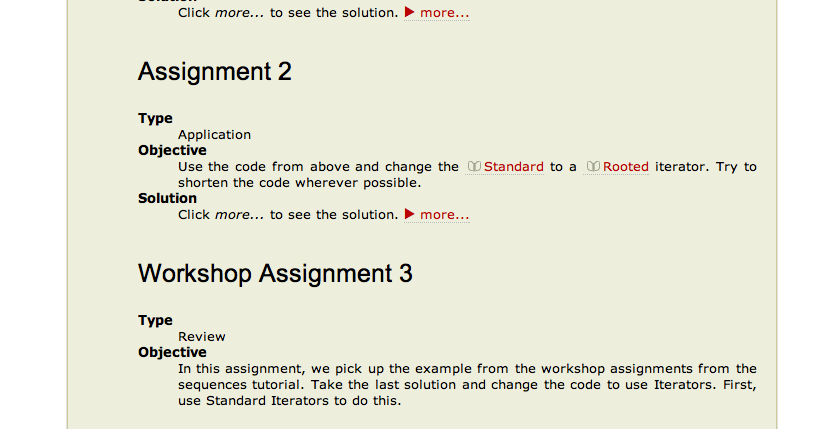 Solution
Click more... to see the solution. ▶ more...
Assignment 2
Type
Application
Objective
Use the code from above and change the Standard to a Rooted iterator. Try to
shorten the code wherever possible.
Solution
Click more... to see the solution. ▶ more...
Workshop Assignment 3
Type
Review
Objective
In this assignment, we pick up the example from the workshop assignments from the
sequences tutorial. Take the last solution and change the code to use Iterators. First,
use Standard Iterators to do this.